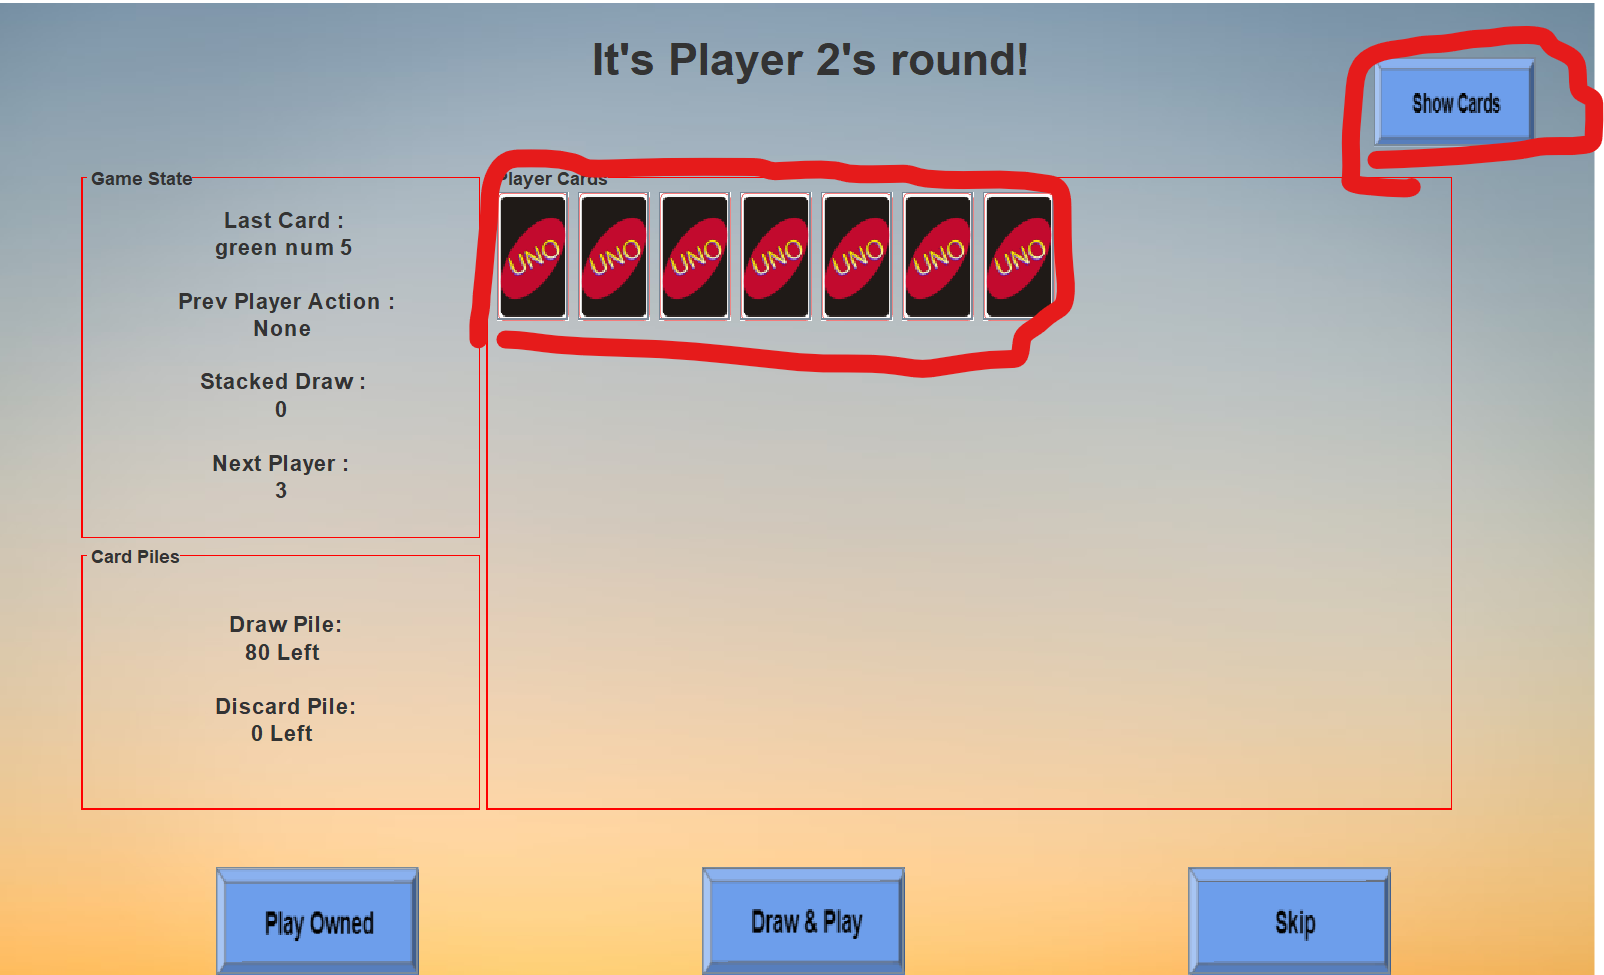 It's Player 2's round!
Show Cards
Game State
Last Card :
green num 5
Prev Player Action :
None
Stacked Draw :
0
Next Player :
3
Player Cards
UNO UNO UNO UNO UNO UNO UNO
Card Piles
Draw Pile:
80 Left
Discard Pile:
0 Left
Play Owned
Draw & Play
Skip